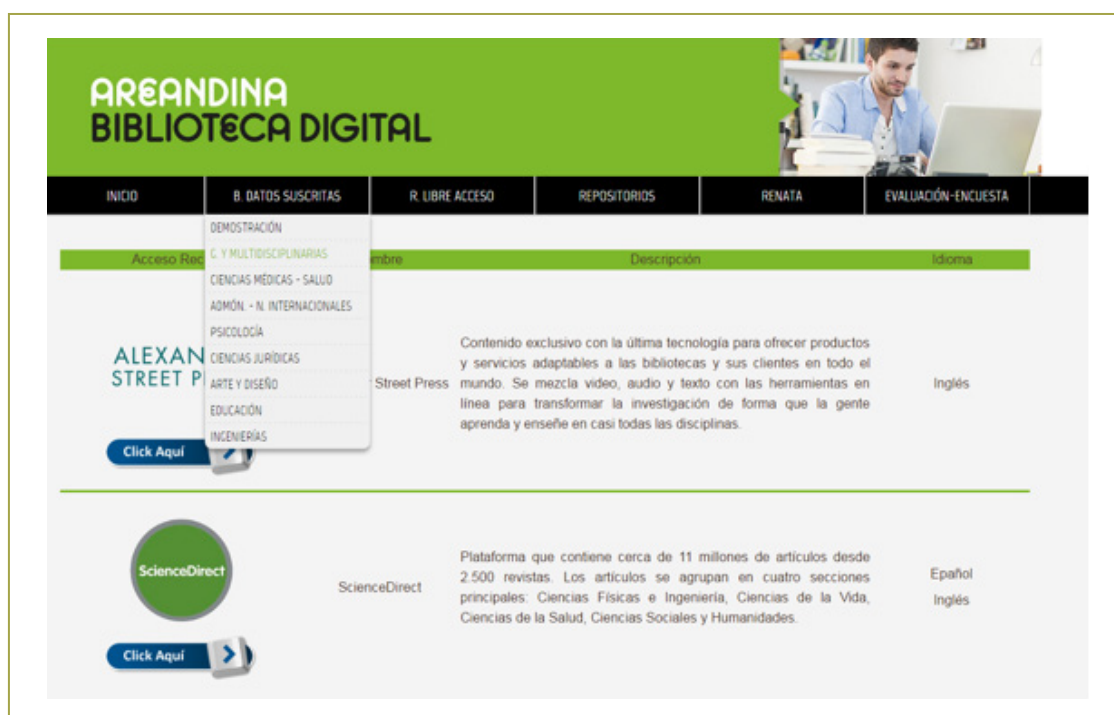 AREANDINA
BIBLIOTECA DIGITAL
INICIO
B. DATOS SUSCRITAS
R. LIBRE ACCESO
REPOSITORIOS
RENATA
EVALUACIÓN-ENCUESTA
DEMOSTRACIÓN
G. Y MULTIDISCIPLINARIAS
CIENCIAS MÉDICAS - SALUD
ADMÓN. - N. INTERNACIONALES
PSICOLOGÍA
CIENCIAS JURÍDICAS
ARTE Y DISEÑO
EDUCACIÓN
INGENIERÍAS
Acceso Rec
mbre
Descripción
Idioma
ALEXAN
STREET P
Click Aquí
Street Press
Contenido exclusivo con la última tecnología para ofrecer productos
y servicios adaptables a las bibliotecas y sus clientes en todo el
mundo. Se mezcla video, audio y texto con las herramientas en
línea para transformar la investigación de forma que la gente
aprenda y enseñe en casi todas las disciplinas.
Inglés
ScienceDirect
Click Aquí
ScienceDirect
Plataforma que contiene cerca de 11 millones de artículos desde
2.500 revistas. Los artículos se agrupan en cuatro secciones
principales: Ciencias Físicas e Ingeniería, Ciencias de la Vida,
Ciencias de la Salud, Ciencias Sociales y Humanidades.
Epañol
Inglés